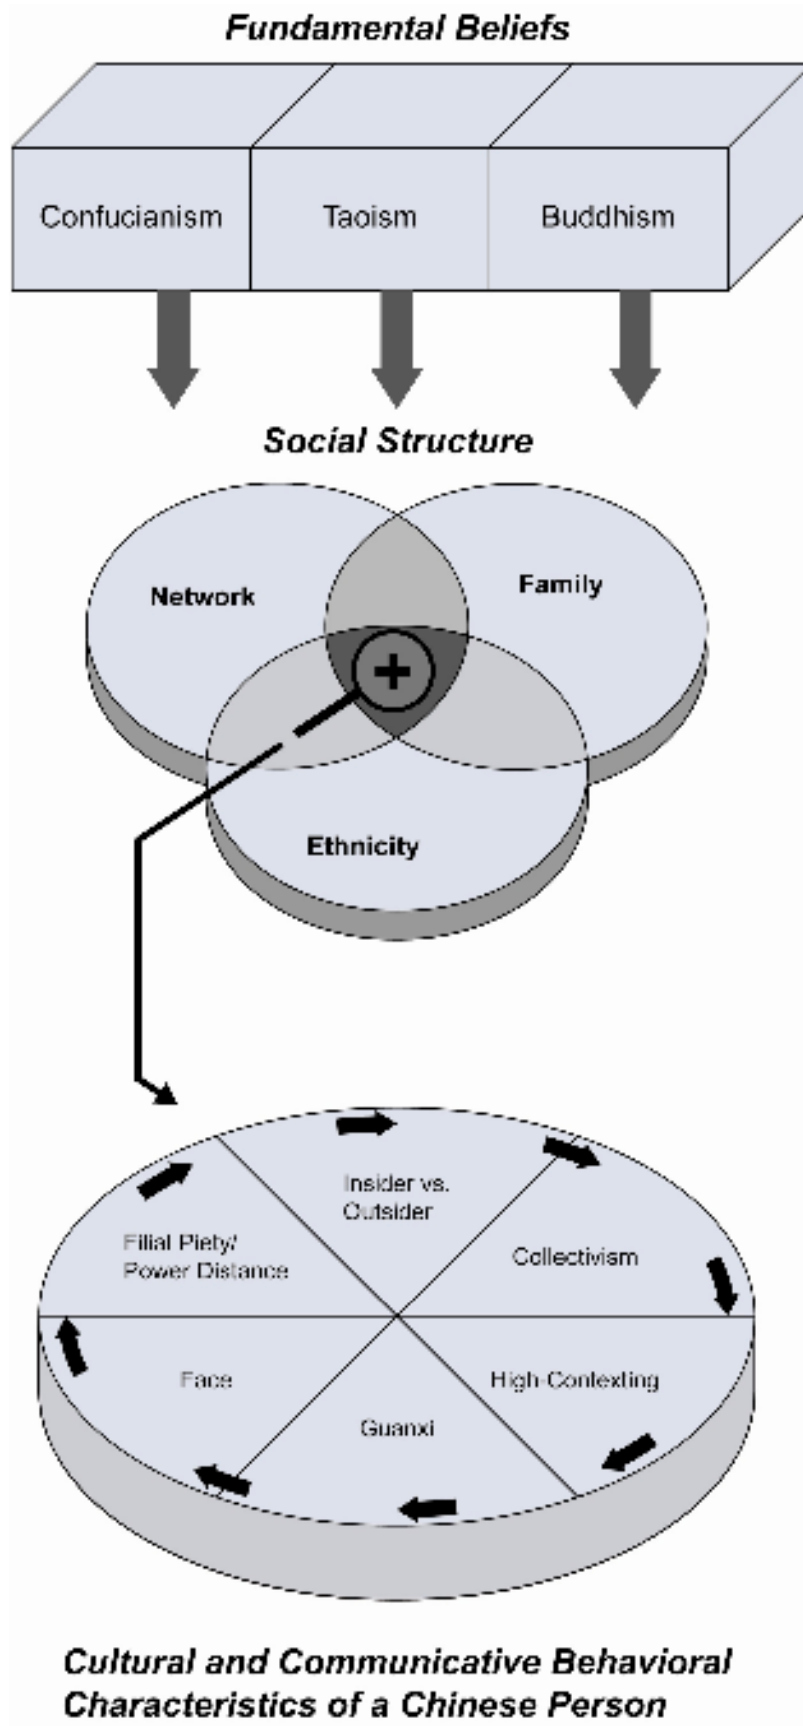 Fundamental Beliefs
Confucianism
Taoism
Buddhism
Social Structure
Network
Family
Ethnicity
Insider vs.
Outsider
Filial Piety/
Power Distance
Collectivism
Face
High-Contexting
Guanxi
Cultural and Communicative Behavioral
Characteristics of a Chinese Person